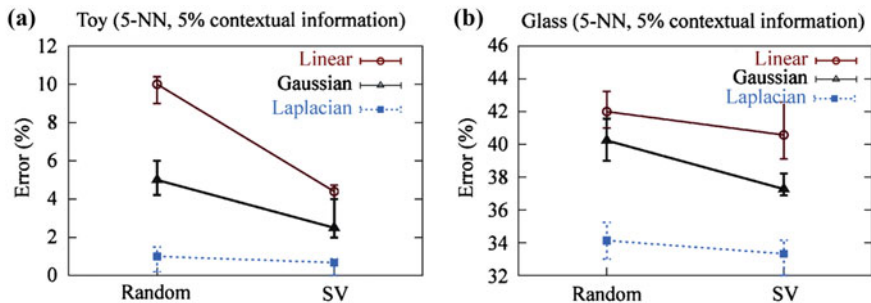 (a) Toy (5-NN, 5% contextual information)
12
10
8
6
4
2
0
Error (%)
Linear
Gaussian
Laplacian
Random SV
(b) Glass (5-NN, 5% contextual information)
46
44
42
40
38
36
34
32
Error (%)
Linear
Gaussian
Laplacian
Random SV